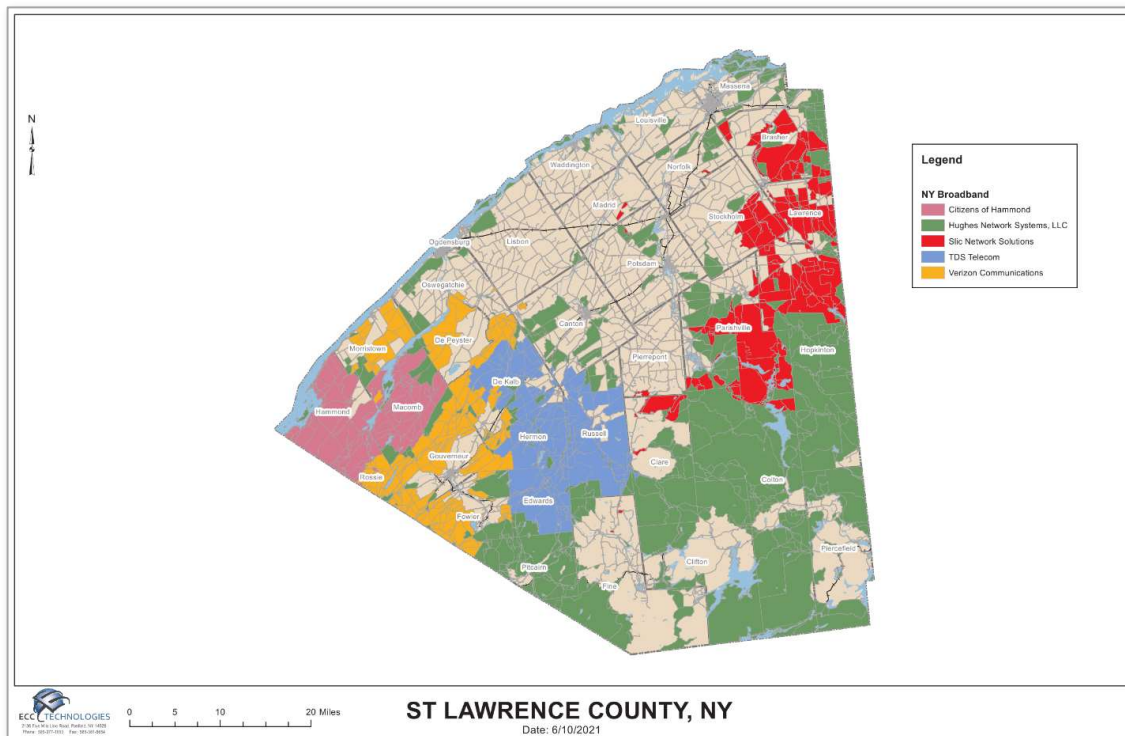 N
Massena
Louisville
Brasher
Waddington
Norfolk
Madrid
Stockholm
Lawrence
Ogdensburg
Lisbon
Potsdam
Oswegatchie
Canton
Parishville
Morristown
De Peyster
Pierrepont
Hopkinton
De Kalb
Hammond
Macomb
Hermon
Russell
Gouverneur
Clare
Rossie
Colton
Edwards
Fowler
Piercefield
Clifton
Pitcairn
Fine
Legend
NY Broadband
Citizens of Hammond
Hughes Network Systems, LLC
Slic Network Solutions
TDS Telecom
Verizon Communications
ECC TECHNOLOGIES
0 5 10 20 Miles
ST LAWRENCE COUNTY, NY
Date: 6/10/2021